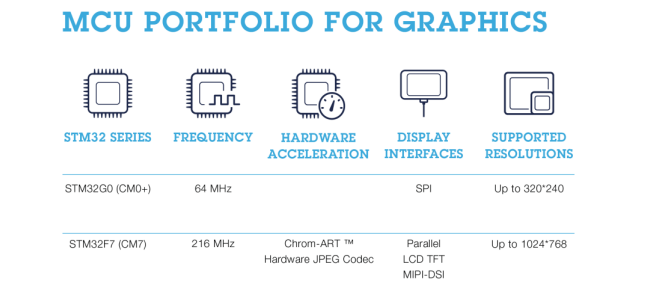 MCU PORTFOLIO FOR GRAPHICS
STM32 SERIES FREQUENCY HARDWARE ACCELERATION DISPLAY INTERFACES SUPPORTED RESOLUTIONS
STM32G0 (CM0+) 64 MHz SPI Up to 320*240
STM32F7 (CM7) 216 MHz Chrom-ART ™ Parallel Up to 1024*768
Hardware JPEG Codec LCD TFT
MIPI-DSI